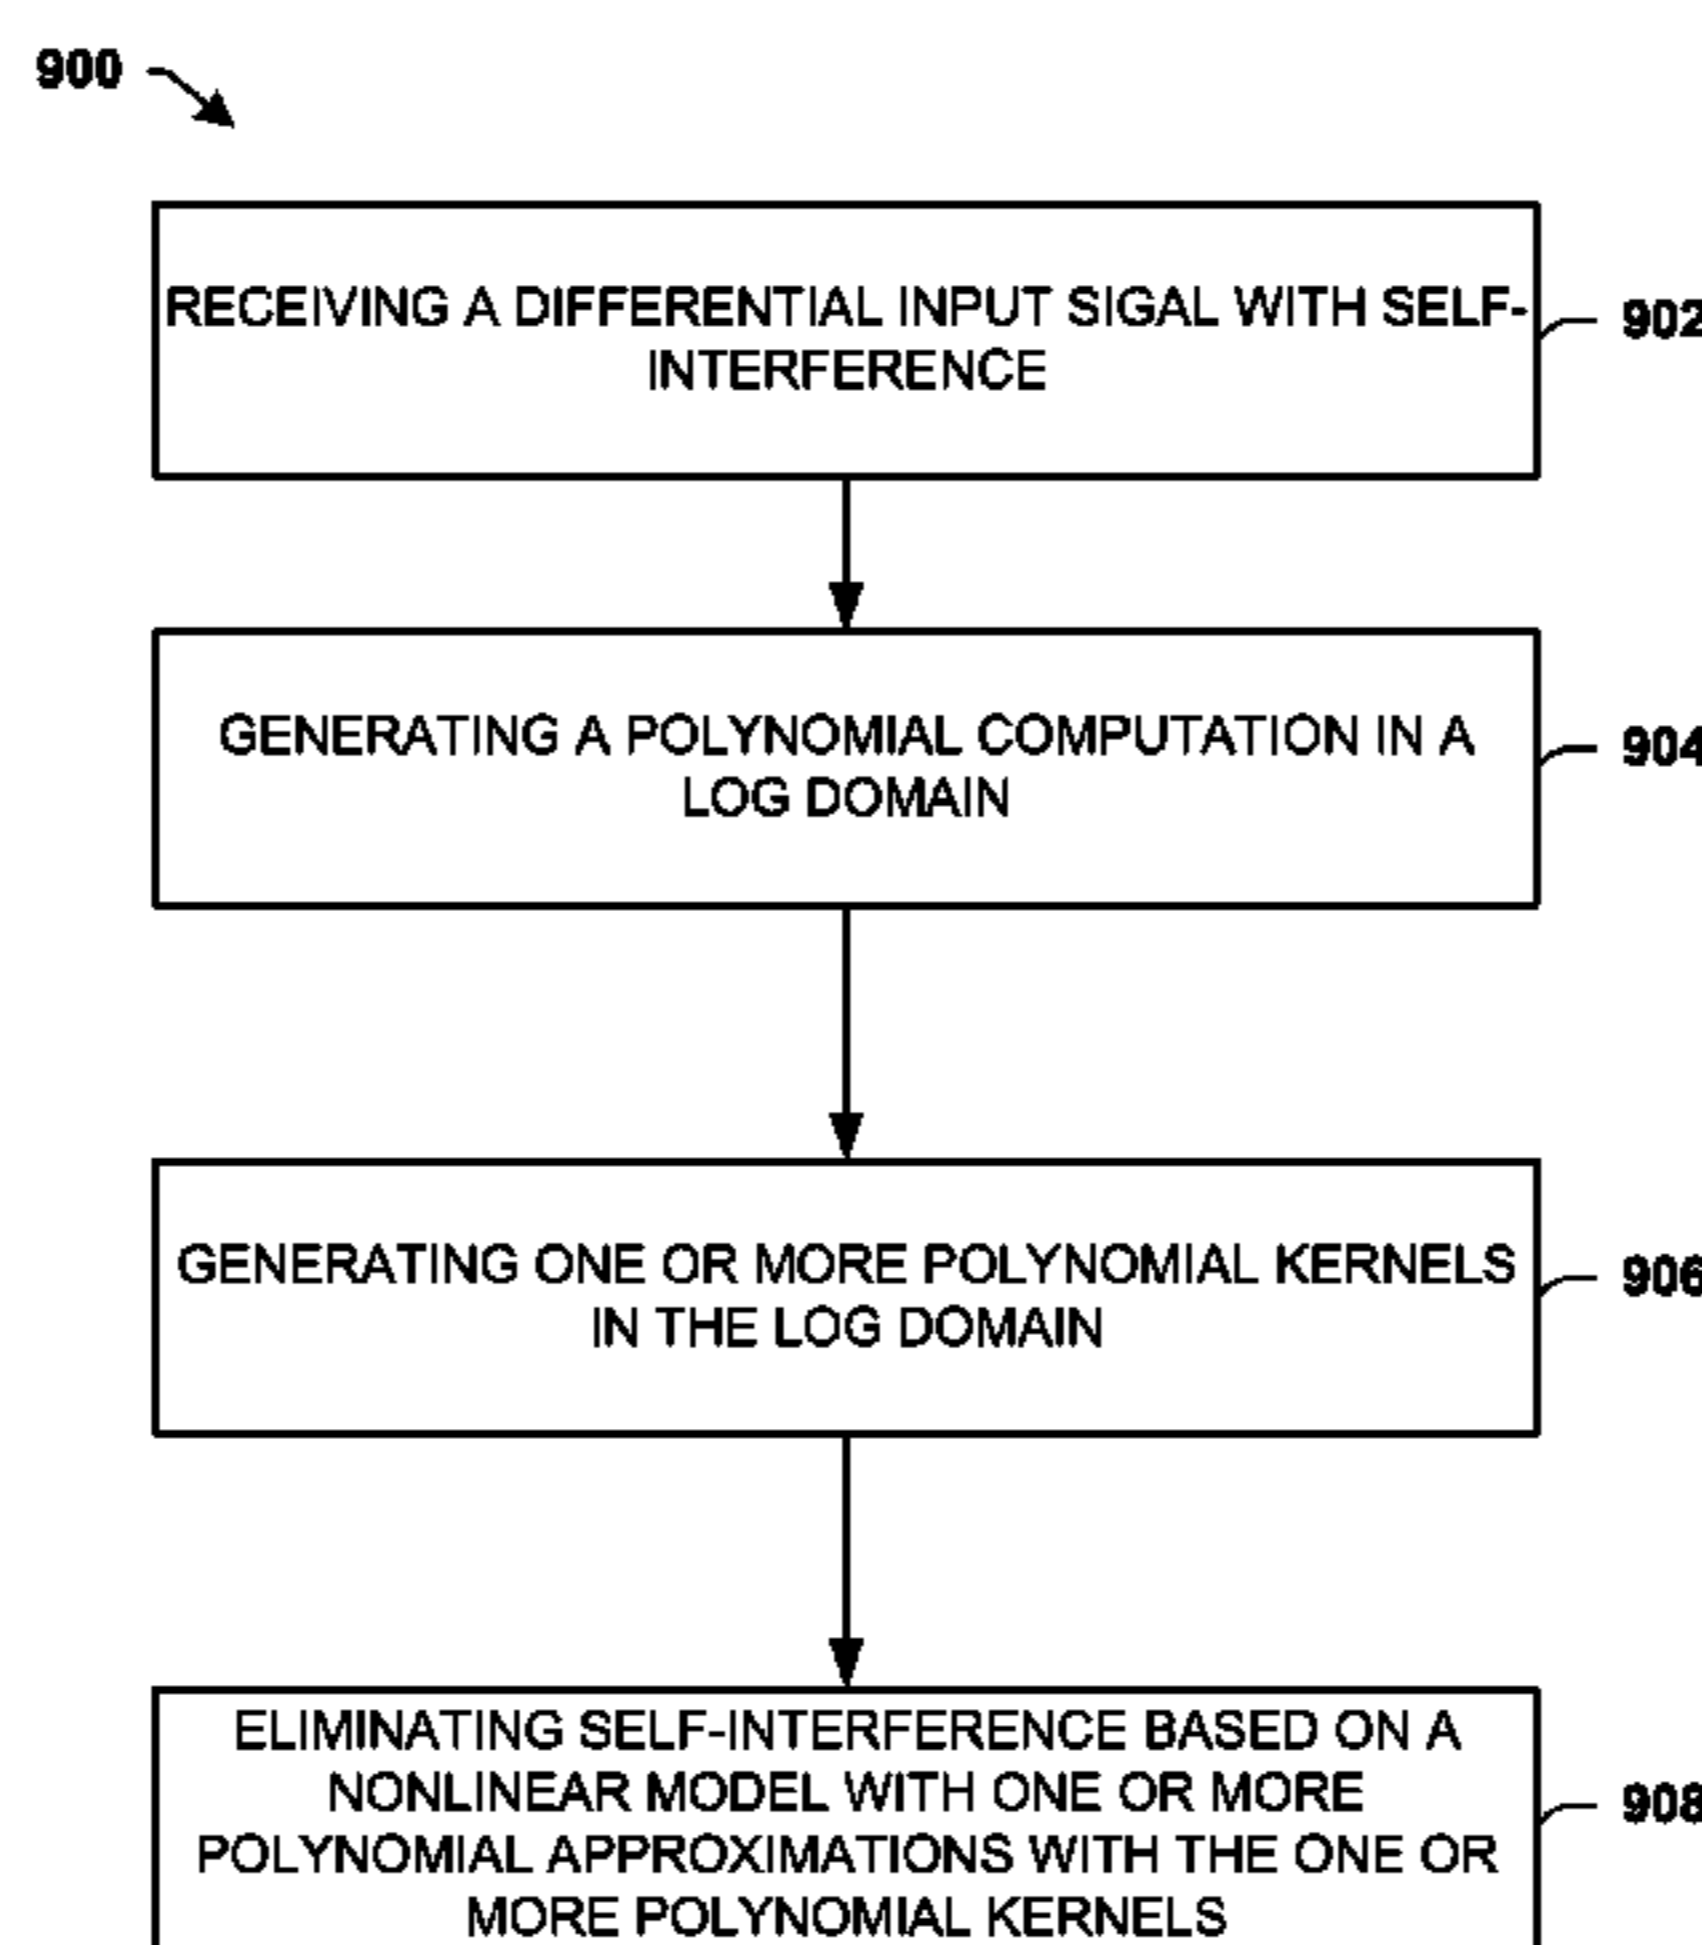 900
RECEIVING A DIFFERENTIAL INPUT SIGAL WITH SELF-
INTERFERENCE
902
GENERATING A POLYNOMIAL COMPUTATION IN A
LOG DOMAIN
904
GENERATING ONE OR MORE POLYNOMIAL KERNELS
IN THE LOG DOMAIN
906
ELIMINATING SELF-INTERFERENCE BASED ON A
NONLINEAR MODEL WITH ONE OR MORE
POLYNOMIAL APPROXIMATIONS WITH THE ONE OR
MORE POLYNOMIAL KERNELS
908